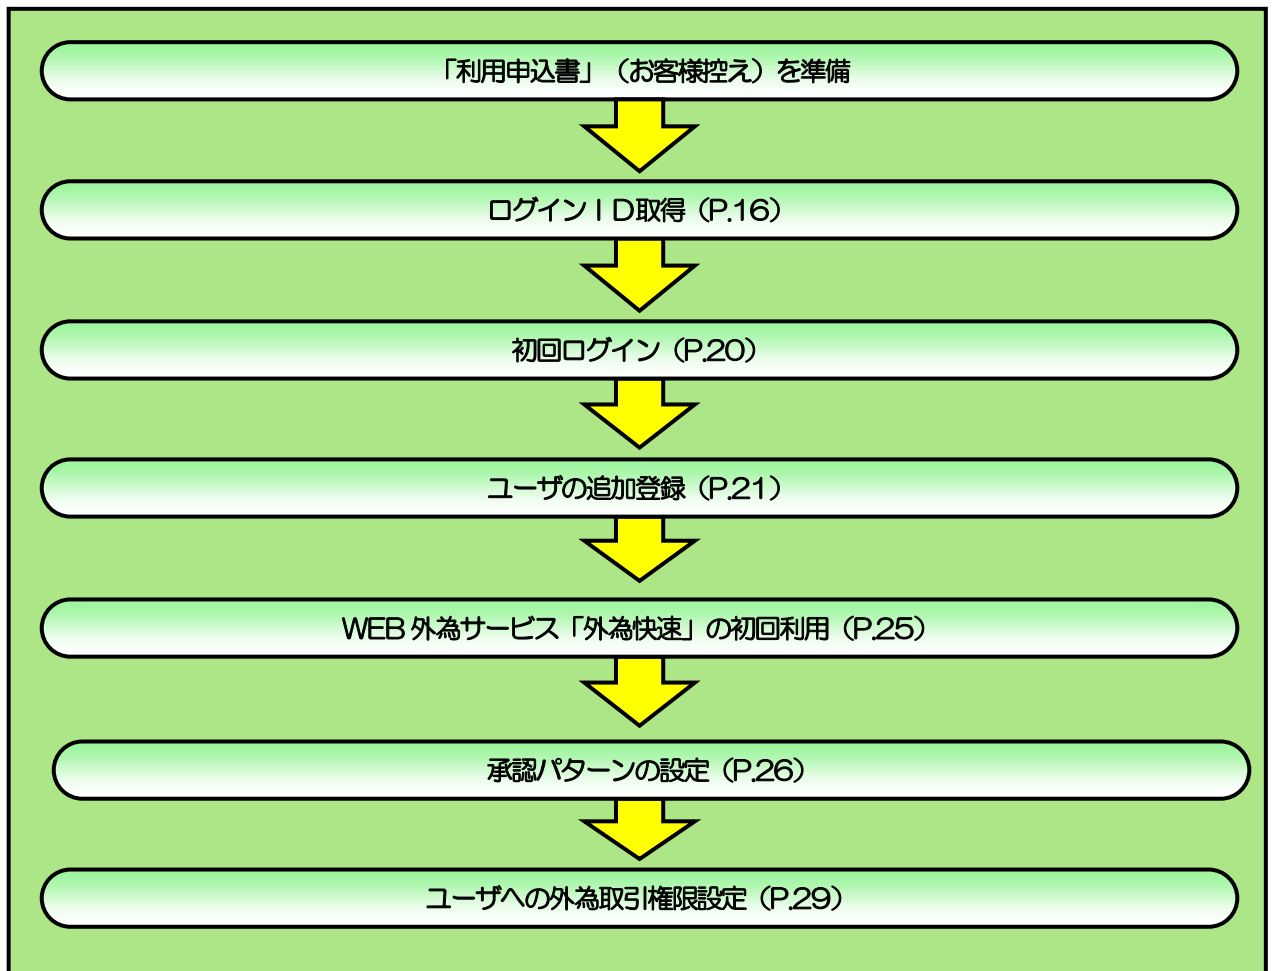 「利用申込書」（お客様控え）を準備
ログインＩＤ取得（P.16）
初回ログイン（P.20）
ユーザの追加登録（P.21）
WEB 外為サービス「外為快速」の初回利用（P.25）
承認パターンの設定（P.26）
ユーザへの外為取引権限設定（P.29）